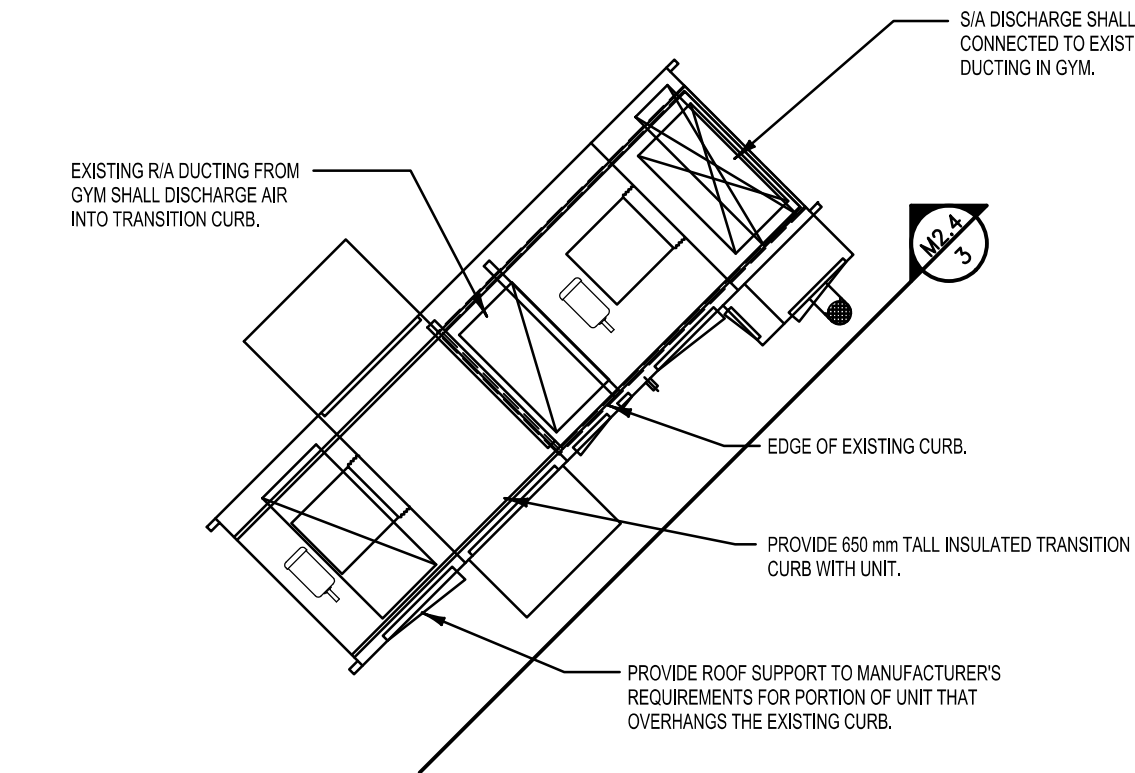 S/A DISCHARGE SHALL
CONNECTED TO EXIST
DUCTING IN GYM.
EXISTING R/A DUCTING FROM
GYM SHALL DISCHARGE AIR
INTO TRANSITION CURB.
M2.4
3
EDGE OF EXISTING CURB.
PROVIDE 650 mm TALL INSULATED TRANSITION
CURB WITH UNIT.
PROVIDE ROOF SUPPORT TO MANUFACTURER'S
REQUIREMENTS FOR PORTION OF UNIT THAT
OVERHANGS THE EXISTING CURB.